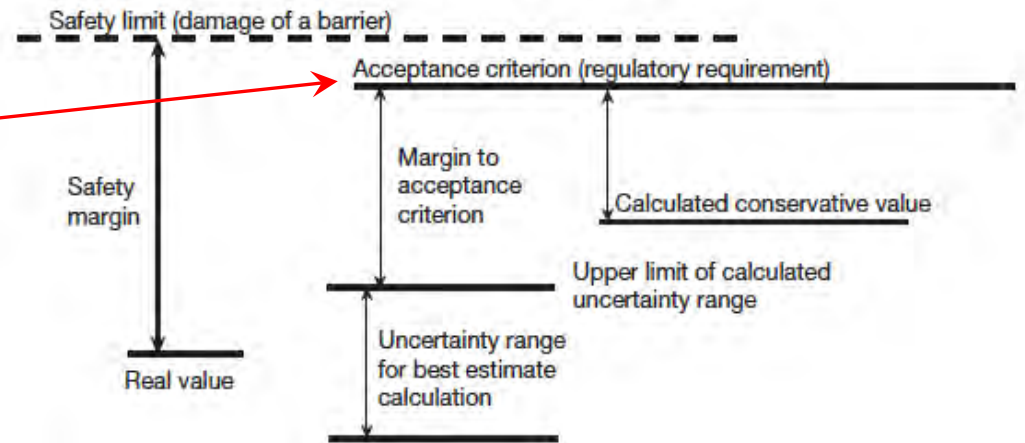 Safety limit (damage of a barrier)
Acceptance criterion (regulatory requirement)
Safety
margin
Margin to
acceptance
criterion
Calculated conservative value
Upper limit of calculated
uncertainty range
Uncertainty range
for best estimate
calculation
Real value